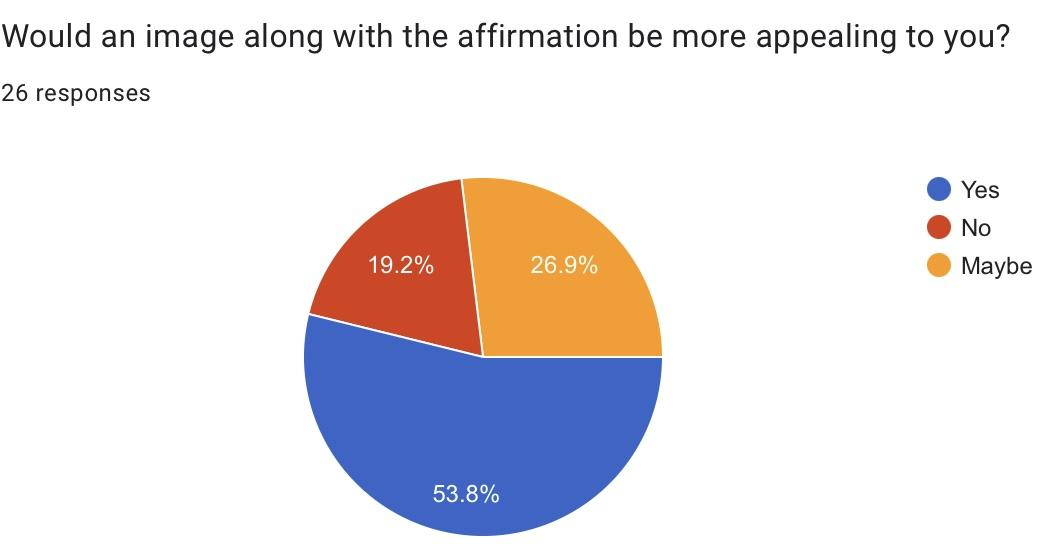 Would an image along with the affirmation be more appealing to you?
26 responses
Yes
No
Maybe
19.2%
26.9%
53.8%